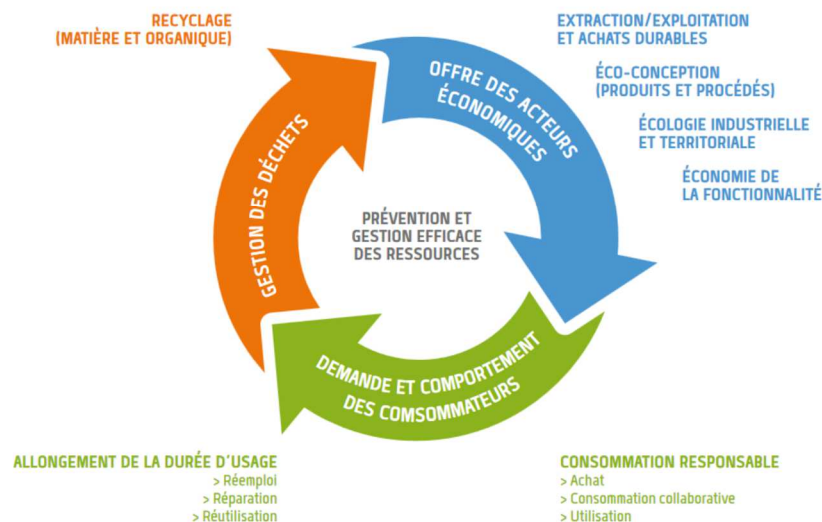 RECYCLAGE
(MATIÈRE ET ORGANIQUE)
EXTRACTION/EXPLOITATION
ET ACHATS DURABLES
ÉCO-CONCEPTION
(PRODUITS ET PROCÉDÉS)
ÉCOLOGIE INDUSTRIELLE
ET TERRITORIALE
ÉCONOMIE DE
LA FONCTIONNALITÉ
OFFRE DES ACTEURS
ÉCONOMIQUES
GESTION DES DÉCHETS
PRÉVENTION ET
GESTION EFFICACE
DES RESSOURCES
DEMANDE ET COMPORTEMENT
DES COMSOMMATEURS
ALLONGEMENT DE LA DURÉE D'USAGE
> Réemploi
> Réparation
> Réutilisation
CONSOMMATION RESPONSABLE
> Achat
> Consommation collaborative
> Utilisation